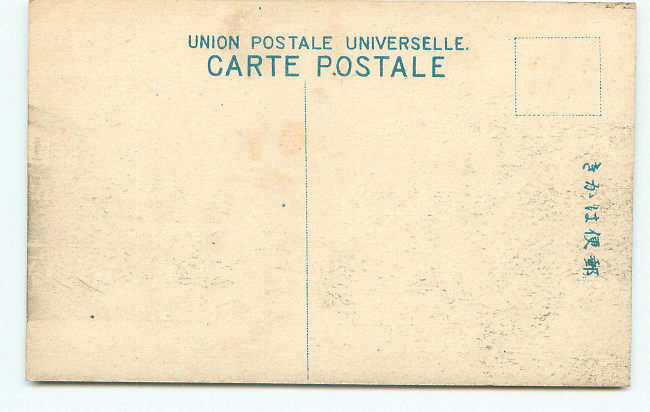 UNION POSTALE UNIVERSELLE.
CARTE POSTALE
きかは便郵